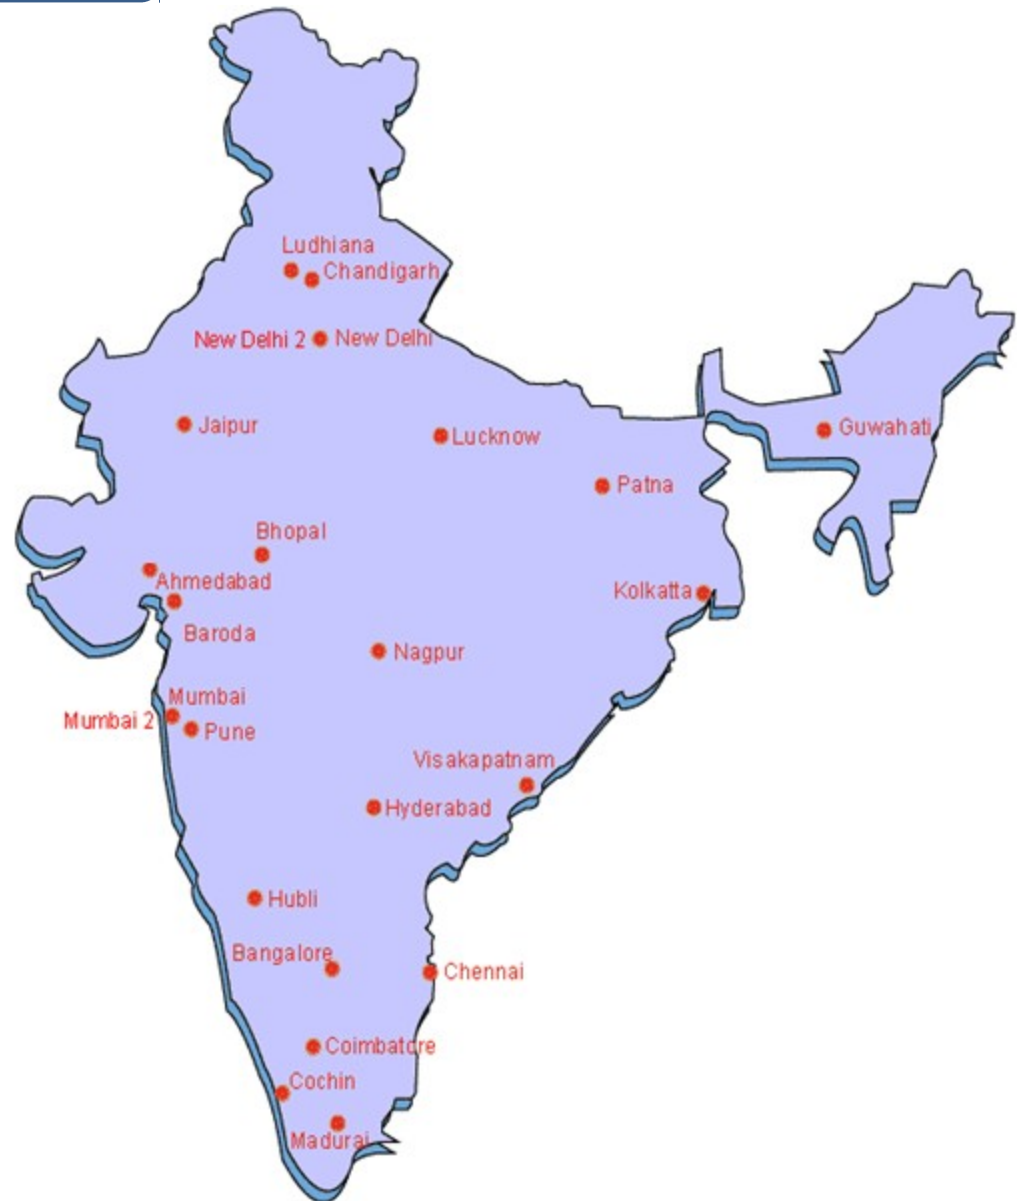 Ludhiana
Chandigarh
New Delhi 2
New Delhi
Jaipur
Lucknow
Guwahati
Patna
Bhopal
Ahmedabad
Kolkatta
Baroda
Nagpur
Mumbai
Mumbai 2
Pune
Visakapatnam
Hyderabad
Hubli
Bangalore
Chennai
Coimbatore
Cochin
Madurai